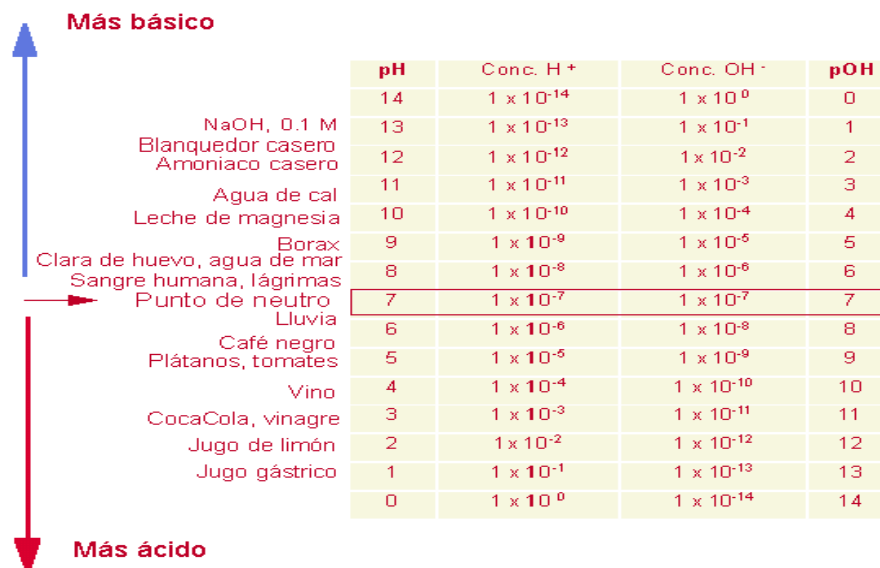 Más básico
pH Conc. H + Conc. OH - pOH
14 1 x 10-14 1 x 10 0 0
NaOH, 0.1 M 13 1 x 10-13 1 x 10-1 1
Blanquedor casero
Amoniaco casero 12 1 x 10-12 1x 10-2 2
11 1 x 10-11 1 x 10-3 3
Agua de cal
Leche de magnesia 10 1 x 10-10 1 x 10-4 4
Borax 9 1 x 10-9 1 x 10-5 5
Clara de huevo, agua de mar
Sangre humana, lágrimas 8 1 x 10-8 1 x 10-6 6
Punto de neutro 7 1 x 10-7 1 x 10-7 7
Lluvia
6 1 x 10-6 1 x 10-8 8
Café negro
Plátanos, tomates 5 1 x 10-5 1 x 10-9 9
Vino 4 1 x 10-4 1 x 10-10 10
CocaCola, vinagre 3 1 x 10-3 1 x 10-11 11
Jugo de limón 2 1x 10-2 1 x 10-12 12
Jugo gástrico 1 1 x 10-1 1 x 10-13 13
0 1 x 10 0 1 x 10-14 14
Más ácido